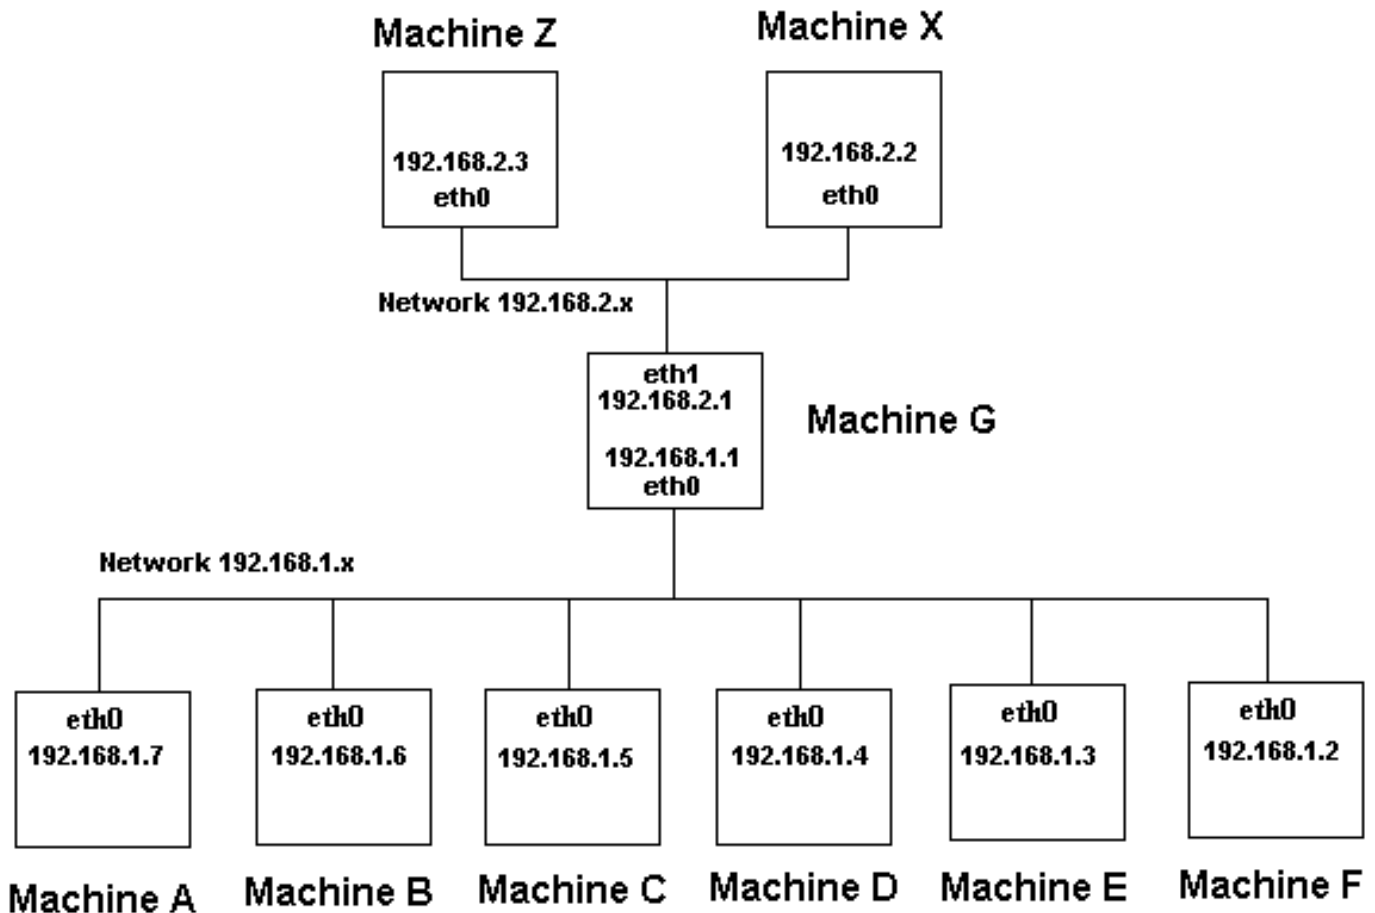 Machine Z
Machine X
192.168.2.3
eth0
192.168.2.2
eth0
Network 192.168.2.x
eth1
192.168.2.1
192.168.1.1
eth0
Machine G
Network 192.168.1.x
eth0
192.168.1.7
eth0
192.168.1.6
eth0
192.168.1.5
eth0
192.168.1.4
eth0
192.168.1.3
eth0
192.168.1.2
Machine A
Machine B
Machine C
Machine D
Machine E
Machine F